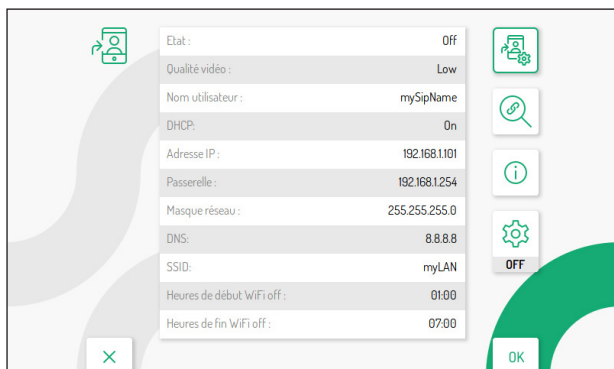 Etat : Off
Qualité vidéo : Low
Nom utilisateur : mySipName
DHCP: On
Adresse IP : 192.168.1.101
Passerelle : 192.168.1.254
Masque réseau : 255.255.255.0
DNS: 8.8.8.8
SSID: myLAN
Heures de début WiFi off : 01:00
Heures de fin WiFi off : 07:00
OFF
OK